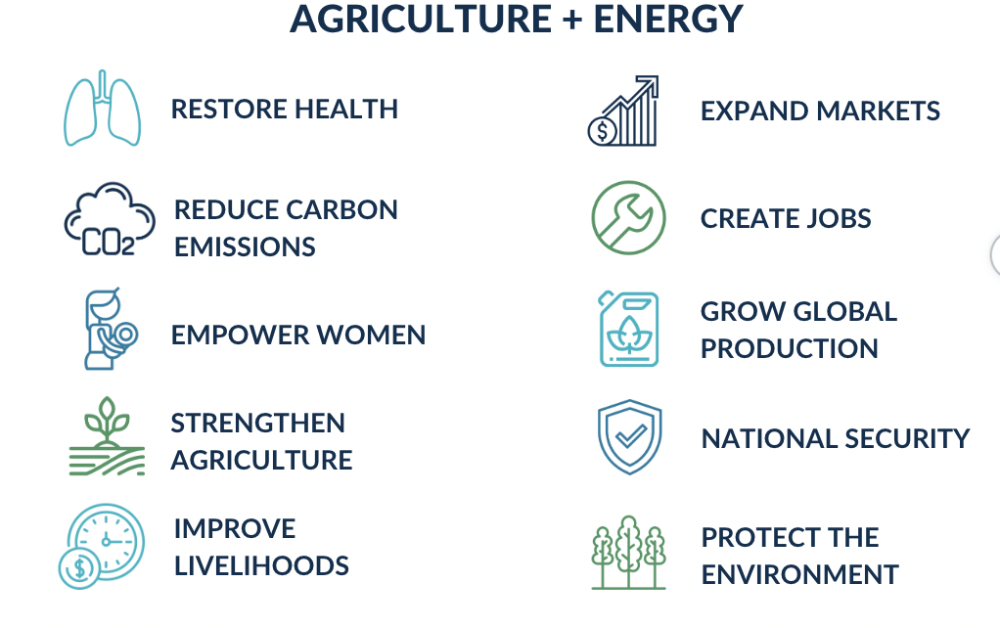 AGRICULTURE + ENERGY
RESTORE HEALTH
REDUCE CARBON
EMISSIONS
CO2
EMPOWER WOMEN
STRENGTHEN
AGRICULTURE
IMPROVE
LIVELIHOODS
$
EXPAND MARKETS
$
CREATE JOBS
GROW GLOBAL
PRODUCTION
NATIONAL SECURITY
PROTECT THE
ENVIRONMENT